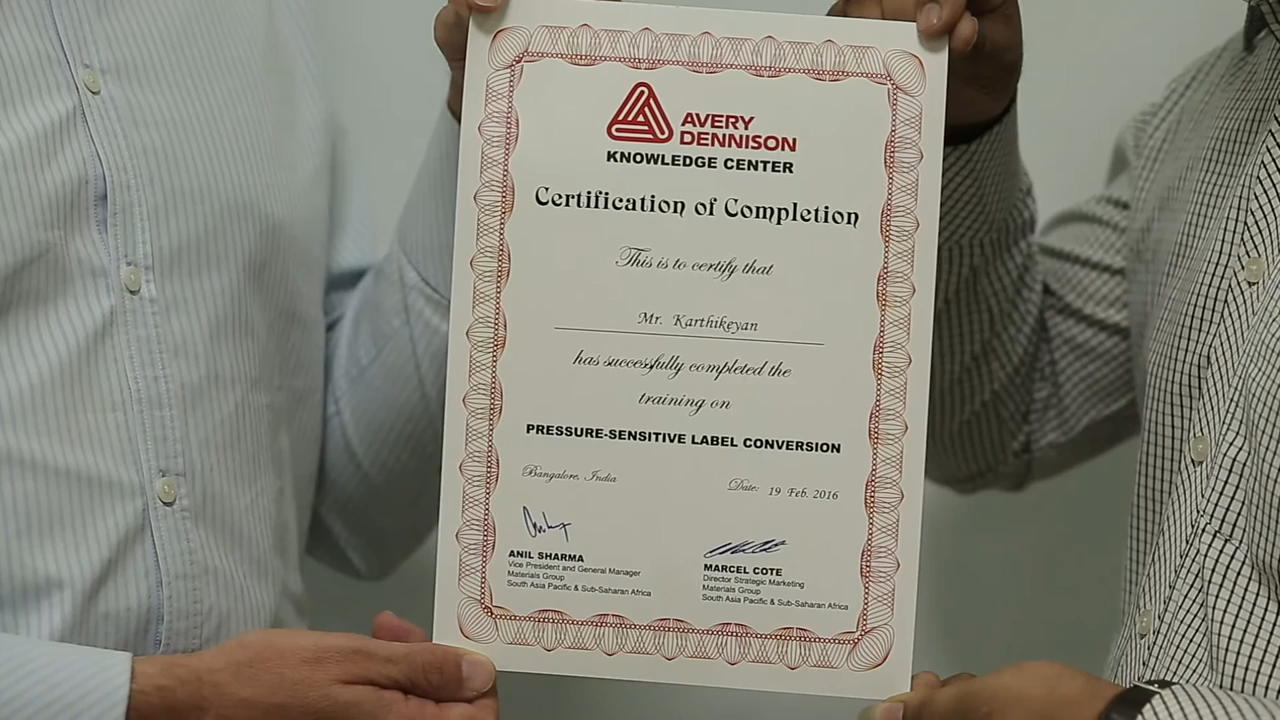 AVERY
DENNISON
KNOWLEDGE CENTER
Certification of Completion
This is to certify that
Mr. Karthikeyan
has successfully completed the
training on
PRESSURE-SENSITIVE LABEL CONVERSION
Bangalore, India
Date: 19 Feb. 2016
ANIL SHARMA
Vice President and General Manager
Materials Group
South Asia Pacific & Sub-Saharan Africa
MARCEL COTE
Director Strategic Marketing
Materials Group
South Asia Pacific & Sub-Saharan Africa